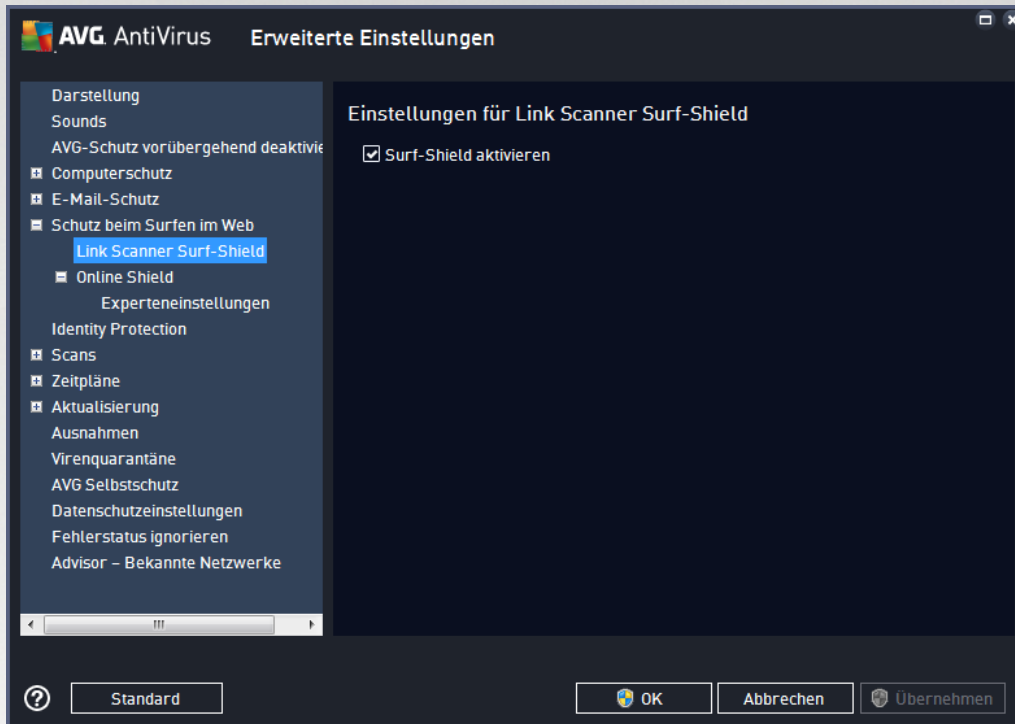 AVG AntiVirus Erweiterte Einstellungen
Darstellung
Sounds
AVG-Schutz vorübergehend deaktivie
Computerschutz
E-Mail-Schutz
Schutz beim Surfen im Web
Link Scanner Surf-Shield
Online Shield
Experteneinstellungen
Identity Protection
Scans
Zeitpläne
Aktualisierung
Ausnahmen
Virenquarantäne
AVG Selbstschutz
Datenschutzeinstellungen
Fehlerstatus ignorieren
Advisor – Bekannte Netzwerke
Einstellungen für Link Scanner Surf-Shield
Surf-Shield aktivieren
? Standard OK Abbrechen Übernehmen